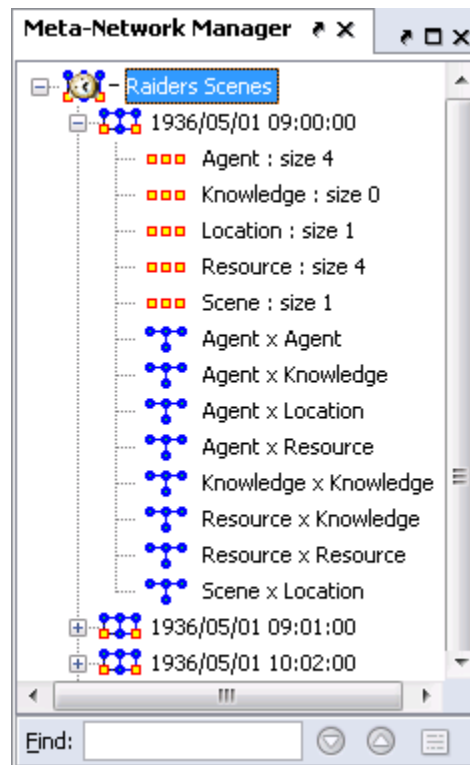 Meta-Network Manager
Raiders Scenes
1936/05/01 09:00:00
Agent : size 4
Knowledge : size 0
Location : size 1
Resource : size 4
Scene : size 1
Agent x Agent
Agent x Knowledge
Agent x Location
Agent x Resource
Knowledge x Knowledge
Resource x Knowledge
Resource x Resource
Scene x Location
1936/05/01 09:01:00
1936/05/01 10:02:00
Find: